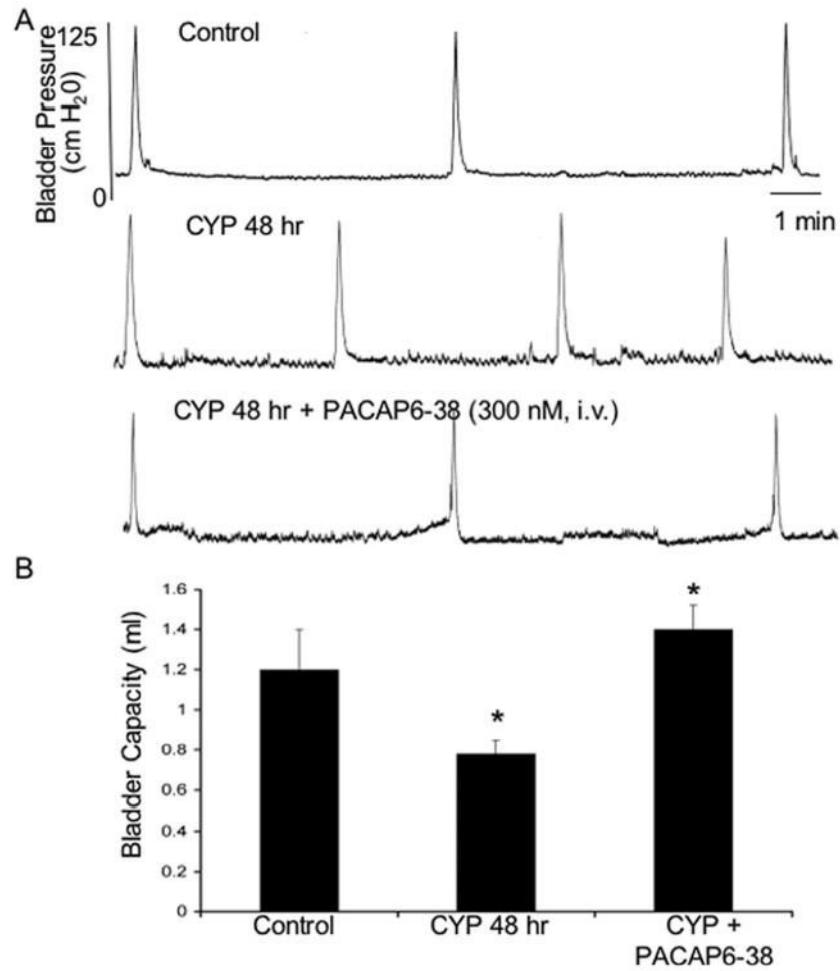 A
125
Control
Bladder Pressure
(cm H₂0)
0
1 min
CYP 48 hr
CYP 48 hr + PACAP6-38 (300 nM, i.v.)
B
Bladder Capacity (ml)
1.6
1.4
1.2
1
0.8
0.6
0.4
0.2
0
*
*
Control
CYP 48 hr
CYP +
PACAP6-38